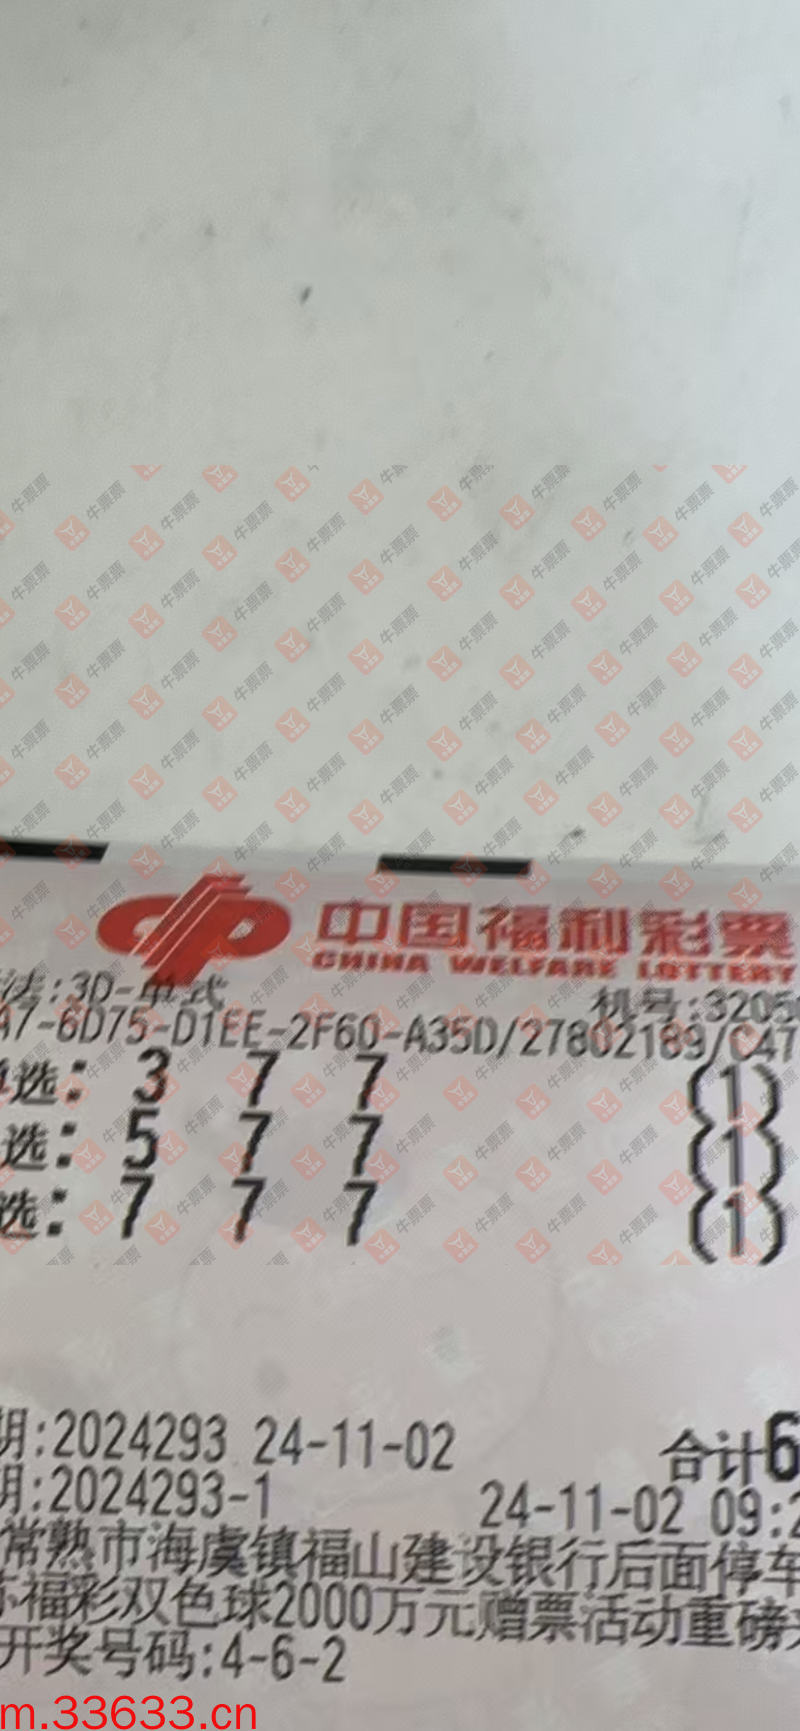 中国福利彩票
CHINA WELFARE LOTTERY
法:3D-单式 机号:3205
A7-6D75-D1EE-2F60-A35D/27802189/C47
单选: 3 7 7 (1)
选: 5 7 7 (1)
选: 7 7 7 (1)
期:2024293 24-11-02 合计6
期:2024293-1 24-11-02 09:2
常熟市海虞镇福山建设银行后面停车
苏福彩双色球2000万元赠票活动重磅
开奖号码:4-6-2
m.33633.cn
牛票票